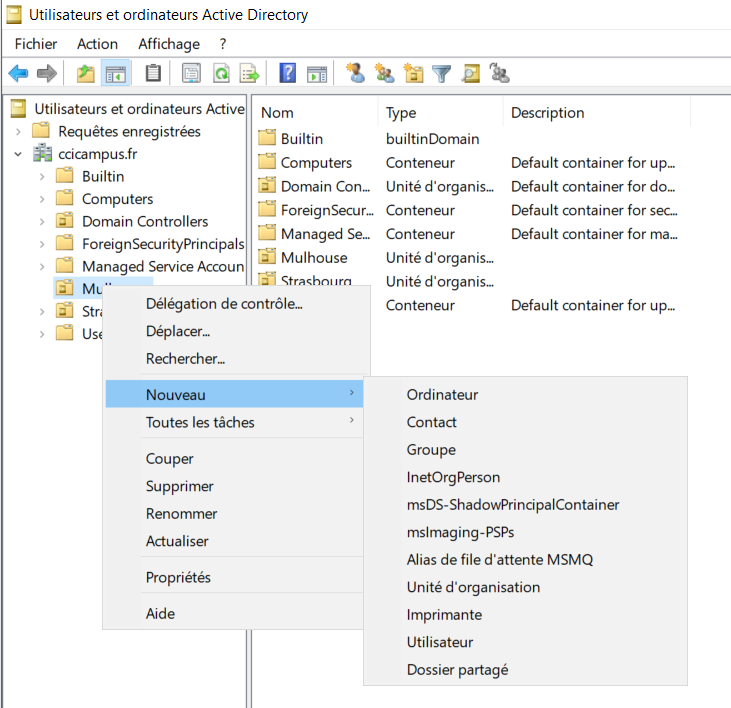 Utilisateurs et ordinateurs Active Directory
Fichier Action Affichage ?
Utilisateurs et ordinateurs Active
Requêtes enregistrées
ccicampus.fr
Builtin
Computers
Domain Controllers
ForeignSecurityPrincipals
Managed Service Accoun
Mul
Stra
Use
Nom Type Description
Builtin builtinDomain
Computers Conteneur Default container for up...
Domain Con... Unité d'organis... Default container for do...
ForeignSecur... Conteneur Default container for sec...
Managed Se... Conteneur Default container for ma...
Mulhouse Unité d'organis...
Strasbourg Unité d'organis...
Conteneur Default container for up...
Délégation de contrôle...
Déplacer...
Rechercher...
Nouveau
Toutes les tâches
Couper
Supprimer
Renommer
Actualiser
Propriétés
Aide
Ordinateur
Contact
Groupe
InetOrgPerson
msDS-ShadowPrincipalContainer
msImaging-PSPs
Alias de file d'attente MSMQ
Unité d'organisation
Imprimante
Utilisateur
Dossier partagé